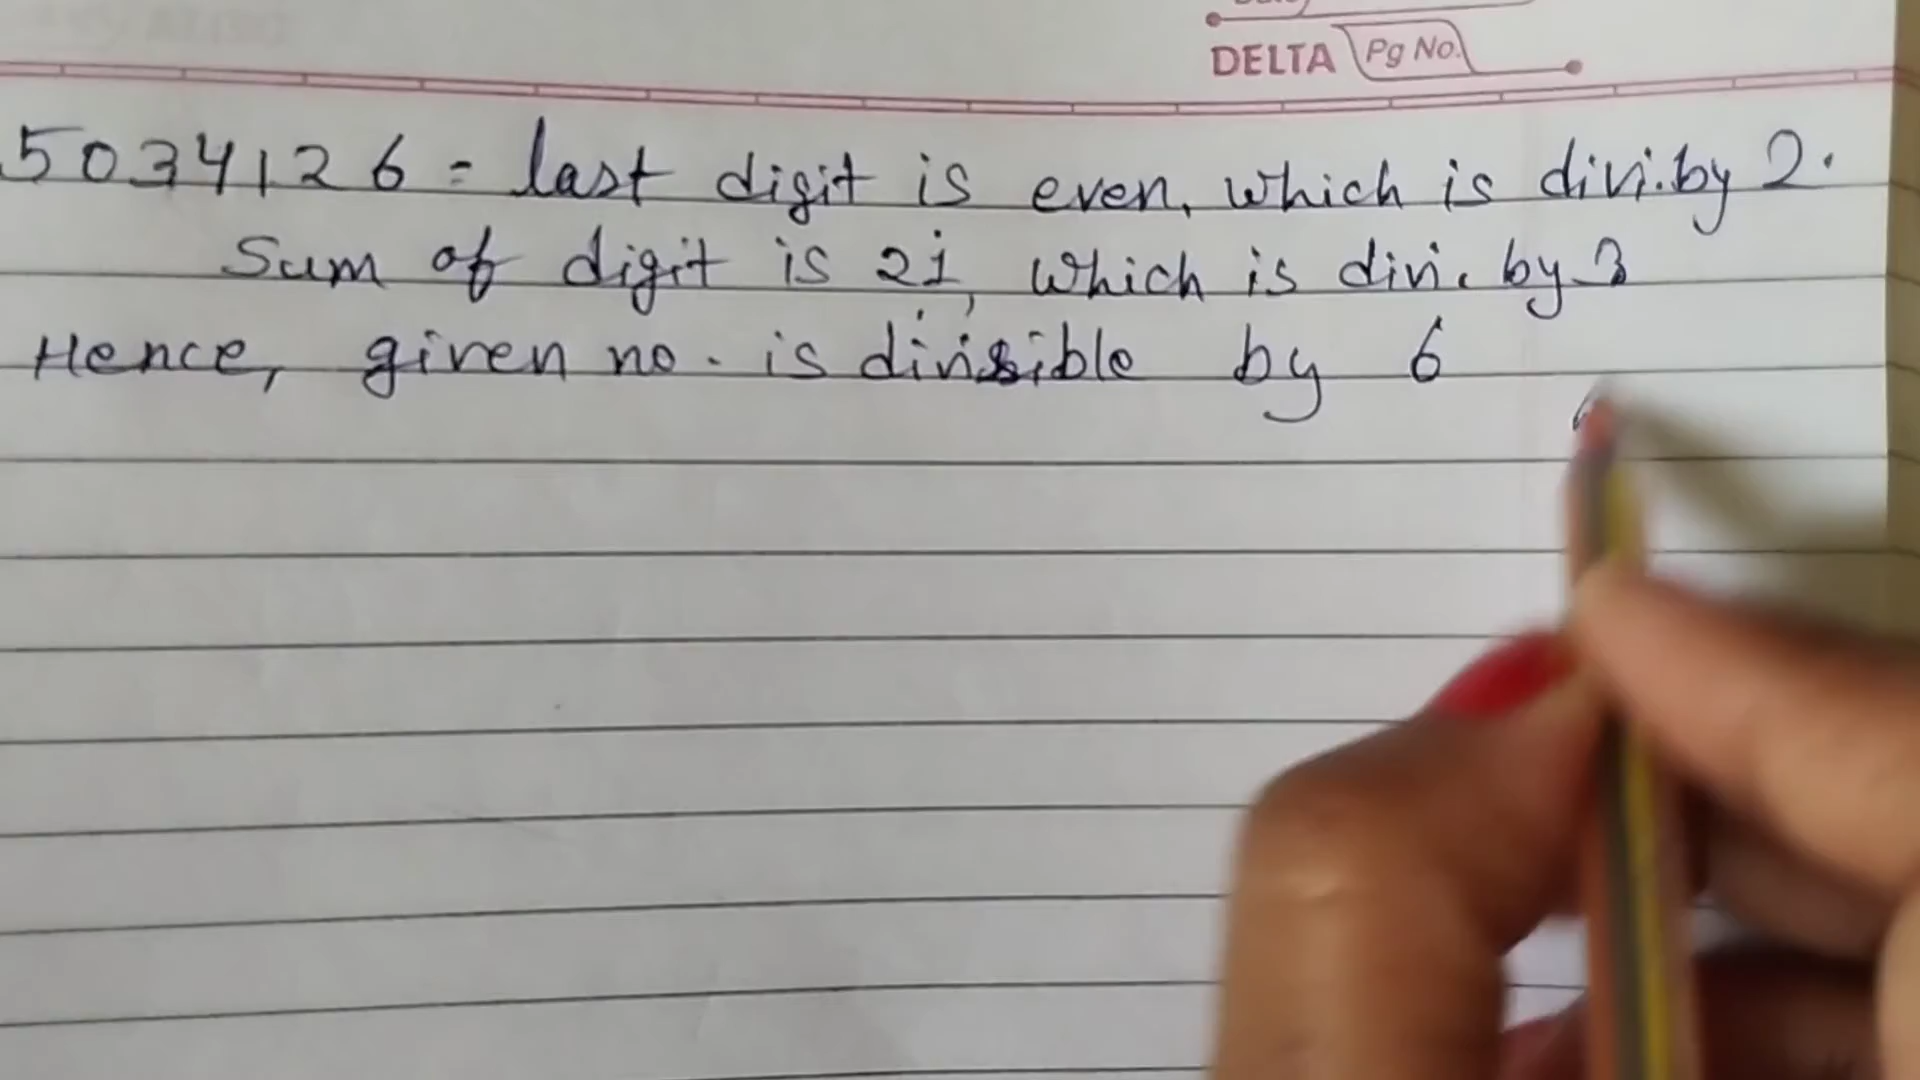 DELTA Pg No.
5034126 = last digit is even, which is divi. by 2.
Sum of digit is 21, which is divi. by 3
Hence, given no. is divisible by 6